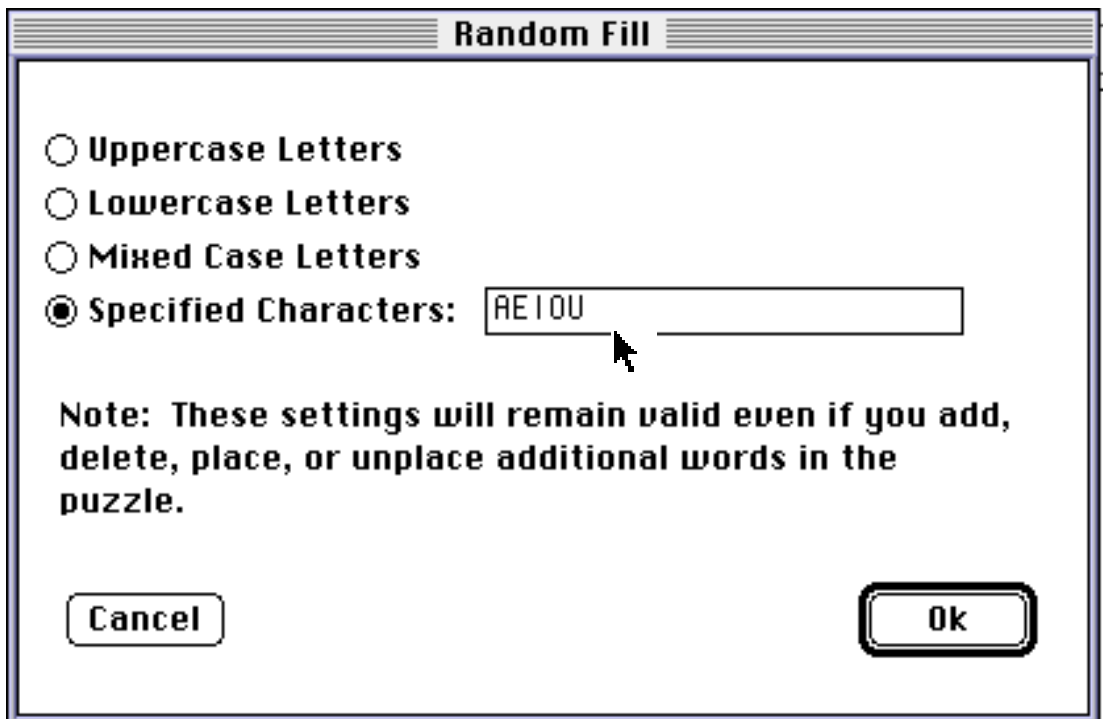 Random Fill
Uppercase Letters
Lowercase Letters
Mixed Case Letters
Specified Characters: AEIOU
Note: These settings will remain valid even if you add,
delete, place, or unplace additional words in the
puzzle.
Cancel Ok